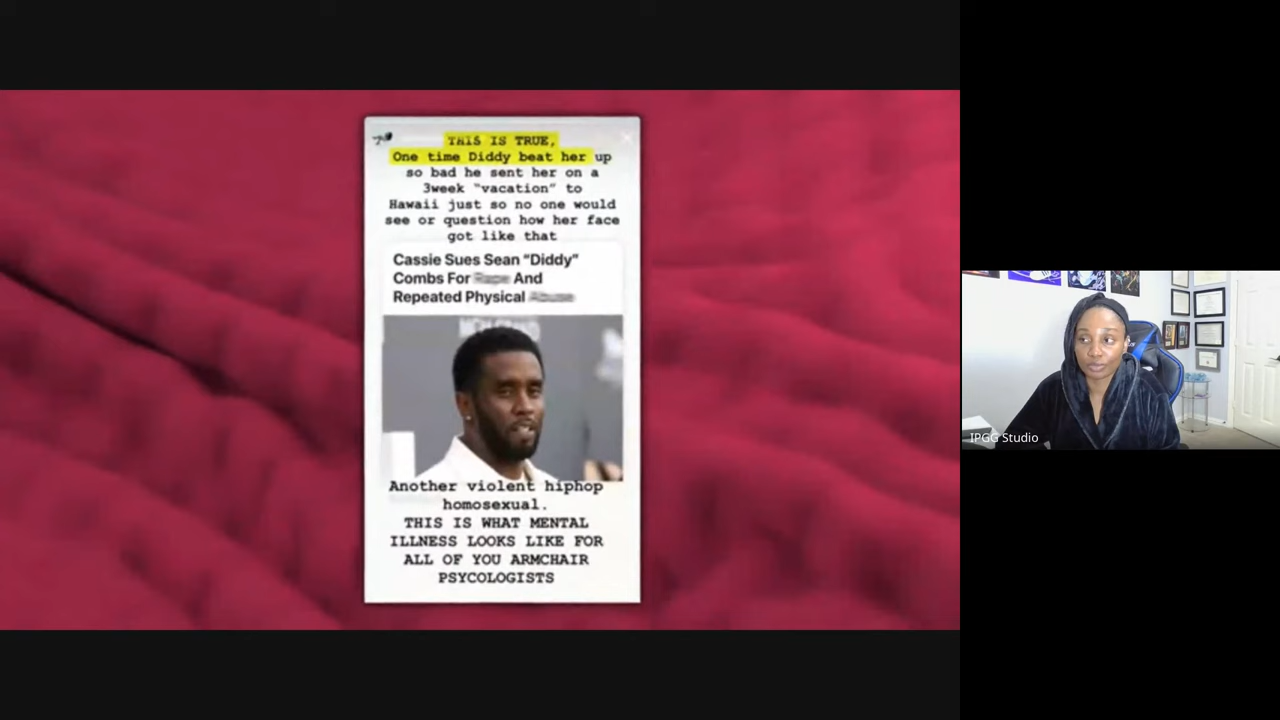 THIS IS TRUE,
One time Diddy beat her up
so bad he sent her on a
3week "vacation" to
Hawaii just so no one would
see or question how her face
got like that
Cassie Sues Sean “Diddy”
Combs For Rape And
Repeated Physical Abuse
Another violent hiphop
homosexual.
THIS IS WHAT MENTAL
ILLNESS LOOKS LIKE FOR
ALL OF YOU ARMCHAIR
PSYCOLOGISTS
IPGG Studio